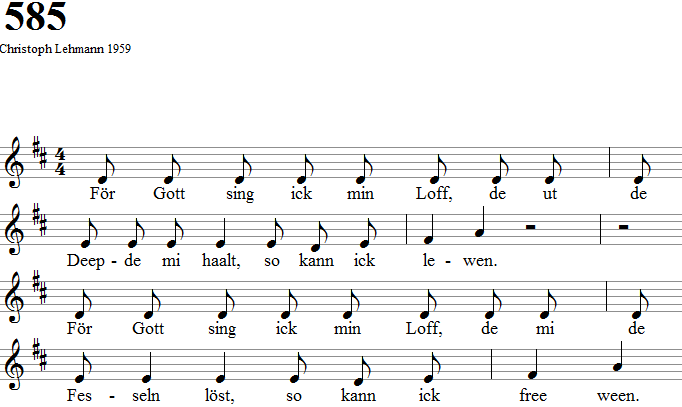 585
Christoph Lehmann 1959
4
4
För Gott sing ick min Loff, de ut de
Deep - de mi haalt, so kann ick le - wen.
För Gott sing ick min Loff, de mi de
Fes - seln löst, so kann ick free ween.